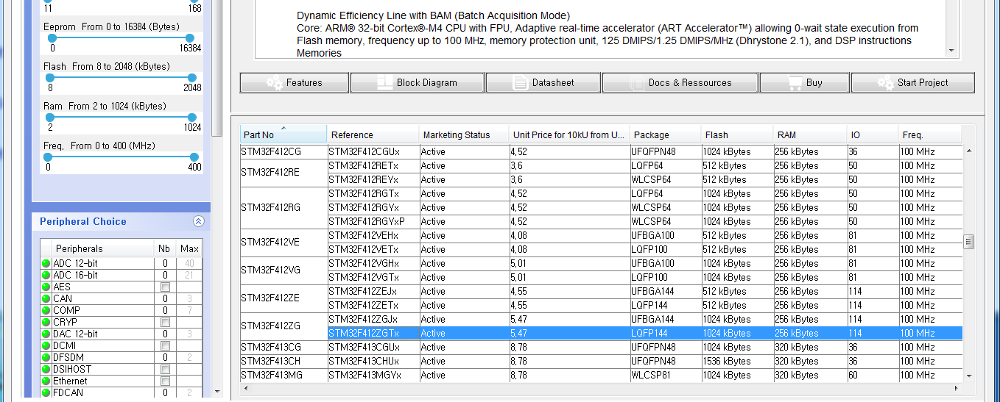 11 168
Eeprom From 0 to 16384 (Bytes)
0 16384
Flash From 8 to 2048 (kBytes)
8 2048
Ram From 2 to 1024 (kBytes)
2 1024
Freq. From 0 to 400 (MHz)
0 400
Peripheral Choice
Peripherals Nb Max
ADC 12-bit 0 40
ADC 16-bit 0 21
AES
CAN 0 3
COMP 0 7
CRYP
DAC 12-bit 0 3
DCMI
DFSDM 0 2
DSIHOST
Ethernet
FDCAN 0 2
Dynamic Efficiency Line with BAM (Batch Acquisition Mode)
Core: ARM® 32-bit Cortex®-M4 CPU with FPU, Adaptive real-time accelerator (ART Accelerator™) allowing 0-wait state execution from
Flash memory, frequency up to 100 MHz, memory protection unit, 125 DMIPS/1.25 DMIPS/MHz (Dhrystone 2.1), and DSP instructions
Memories
Features Block Diagram Datasheet Docs & Ressources Buy Start Project
Part No Reference Marketing Status Unit Price for 10kU from U... Package Flash RAM IO Freq.
STM32F412CG STM32F412CGUx Active 4,52 UFQFPN48 1024 kBytes 256 kBytes 36 100 MHz
STM32F412RE STM32F412RETx Active 3,6 LQFP64 512 kBytes 256 kBytes 50 100 MHz
STM32F412REYx Active 3,6 WLCSP64 512 kBytes 256 kBytes 50 100 MHz
STM32F412RG STM32F412RGTx Active 4,52 LQFP64 1024 kBytes 256 kBytes 50 100 MHz
STM32F412RGYx Active 4,52 WLCSP64 1024 kBytes 256 kBytes 50 100 MHz
STM32F412RGYxP Active 4,52 WLCSP64 1024 kBytes 256 kBytes 50 100 MHz
STM32F412VE STM32F412VEHx Active 4,08 UFBGA100 512 kBytes 256 kBytes 81 100 MHz
STM32F412VETx Active 4,08 LQFP100 512 kBytes 256 kBytes 81 100 MHz
STM32F412VG STM32F412VGHx Active 5,01 UFBGA100 1024 kBytes 256 kBytes 81 100 MHz
STM32F412VGTx Active 5,01 LQFP100 1024 kBytes 256 kBytes 81 100 MHz
STM32F412ZE STM32F412ZEJx Active 4,55 UFBGA144 512 kBytes 256 kBytes 114 100 MHz
STM32F412ZETx Active 4,55 LQFP144 512 kBytes 256 kBytes 114 100 MHz
STM32F412ZG STM32F412ZGJx Active 5,47 UFBGA144 1024 kBytes 256 kBytes 114 100 MHz
STM32F412ZGTx Active 5,47 LQFP144 1024 kBytes 256 kBytes 114 100 MHz
STM32F413CG STM32F413CGUx Active 8,78 UFQFPN48 1024 kBytes 320 kBytes 36 100 MHz
STM32F413CH STM32F413CHUx Active 8,78 UFQFPN48 1536 kBytes 320 kBytes 36 100 MHz
STM32F413MG STM32F413MGYx Active 8,78 WLCSP81 1024 kBytes 320 kBytes 60 100 MHz